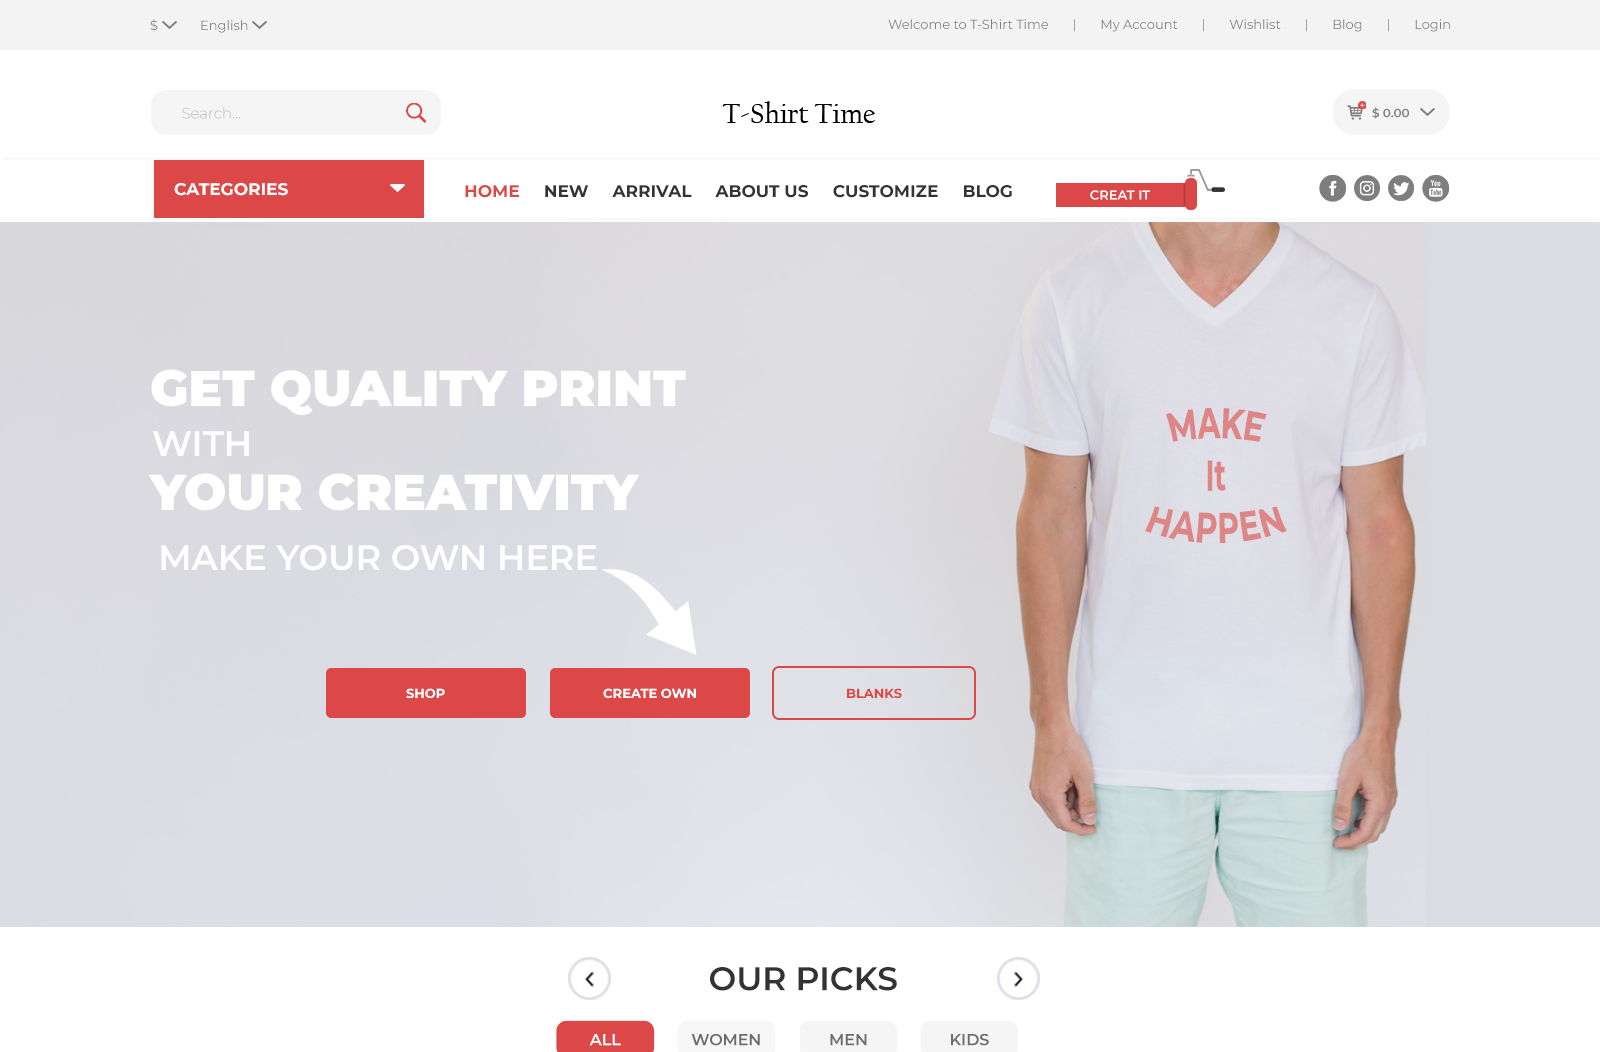 $ English Welcome to T-Shirt Time | My Account | Wishlist | Blog | Login
Search...
T-Shirt Time
$ 0.00
CATEGORIES
HOME NEW ARRIVAL ABOUT US CUSTOMIZE BLOG
CREAT IT
You
Tube
GET QUALITY PRINT
WITH
YOUR CREATIVITY
MAKE YOUR OWN HERE
SHOP CREATE OWN BLANKS
MAKE
It
HAPPEN
OUR PICKS
ALL WOMEN MEN KIDS